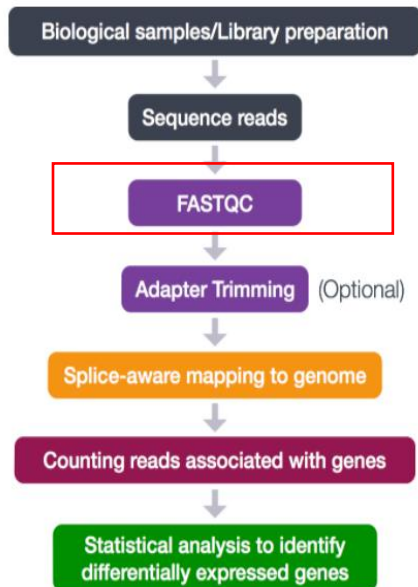 Biological samples/Library preparation
Sequence reads
FASTQC
Adapter Trimming (Optional)
Splice-aware mapping to genome
Counting reads associated with genes
Statistical analysis to identify
differentially expressed genes